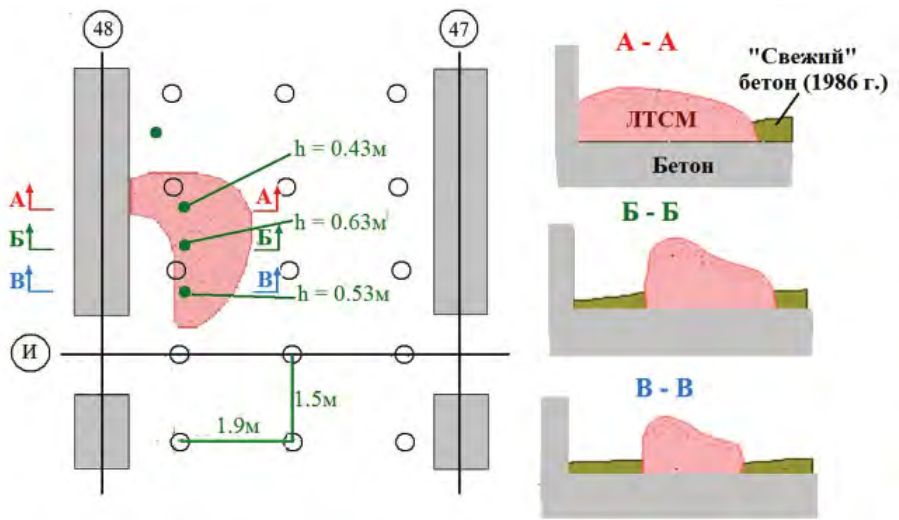 48
47
А - А
"Свежий"
бетон (1986 г.)
ЛТСМ
Бетон
h = 0.43м
А
А
h = 0.63м
Б
Б
В
В
h = 0.53м
Б - Б
И
1.5м
1.9м
В - В